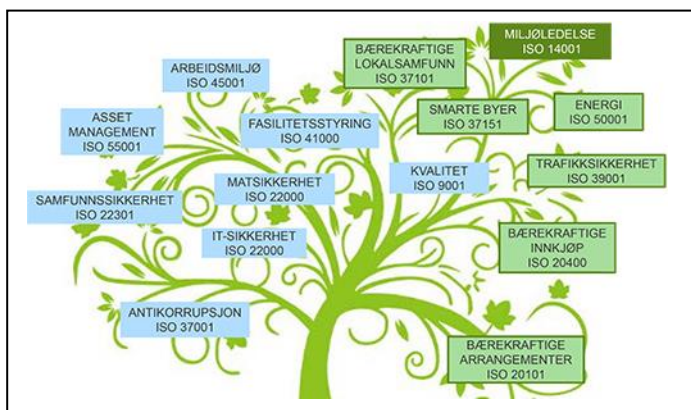 MILJØLEDELSE
ISO 14001
BÆREKRAFTIGE
LOKALSAMFUNN
ISO 37101
ARBEIDSMILJØ
ISO 45001
SMARTE BYER
ISO 37151
ENERGI
ISO 50001
ASSET
MANAGEMENT
ISO 55001
FASILITETSSTYRING
ISO 41000
TRAFIKKSIKKERHET
ISO 39001
MATSIKKERHET
ISO 22000
KVALITET
ISO 9001
SAMFUNNSSIKKERHET
ISO 22301
IT-SIKKERHET
ISO 22000
BÆREKRAFTIGE
INNKJØP
ISO 20400
ANTIKORRUPSJON
ISO 37001
BÆREKRAFTIGE
ARRANGEMENTER
ISO 20101